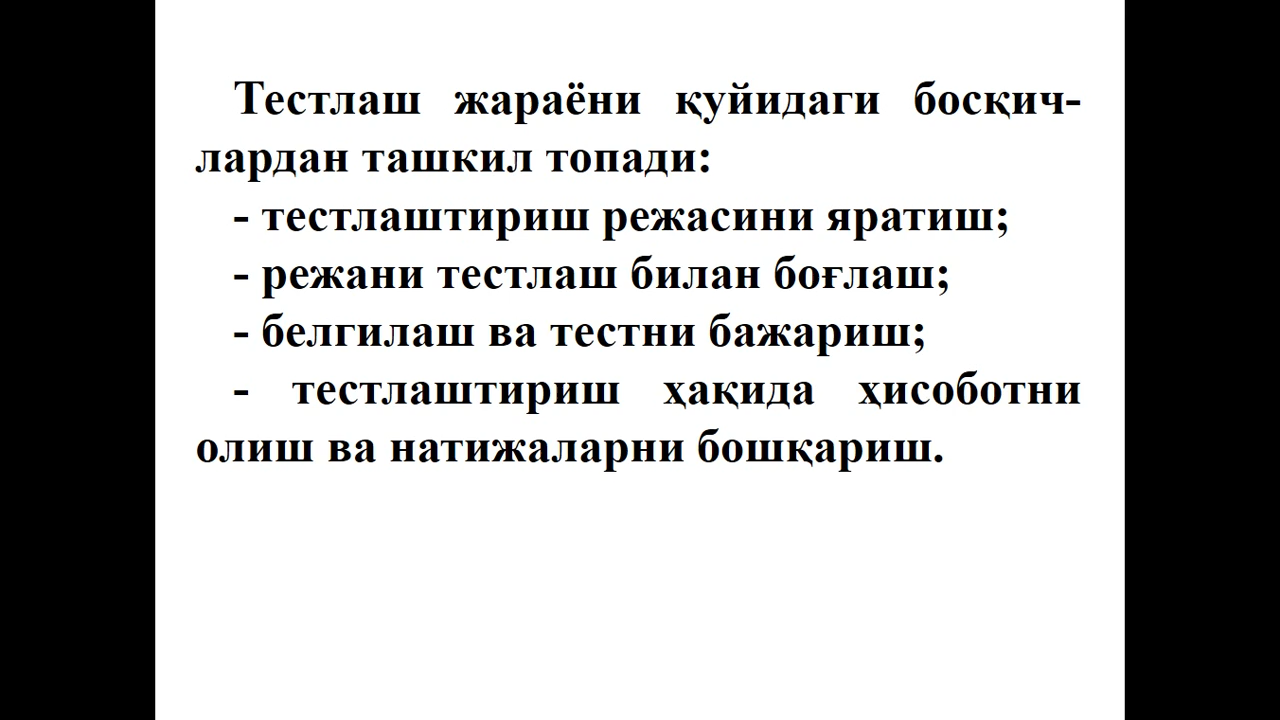 Тестлаш жараёни қуйидаги босқич-
лардан ташкил топади:
- тестлаштириш режасини яратиш;
- режани тестлаш билан боғлаш;
- белгилаш ва тестни бажариш;
- тестлаштириш ҳақида ҳисоботни
олиш ва натижаларни бошқариш.